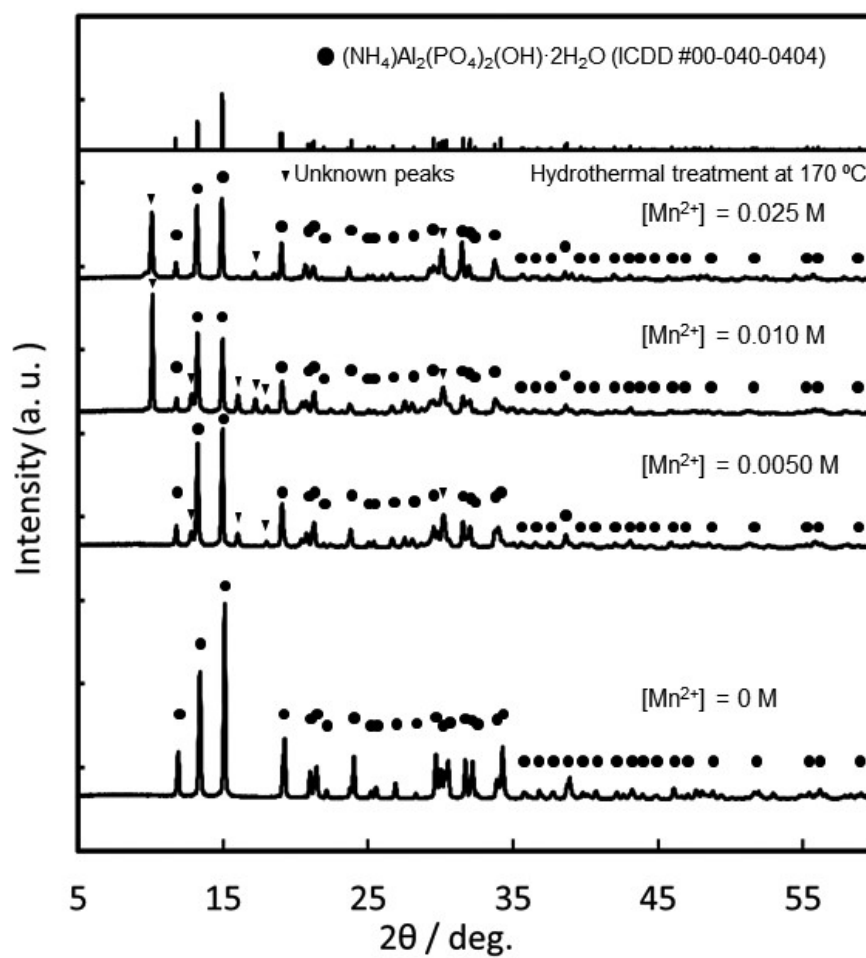 ● (NH₄)Al₂(PO₄)₂(OH)·2H₂O (ICDD #00-040-0404)
▼Unknown peaks Hydrothermal treatment at 170 ºC
[Mn²⁺] = 0.025 M
[Mn²⁺] = 0.010 M
[Mn²⁺] = 0.0050 M
[Mn²⁺] = 0 M
Intensity (a. u.)
5 15 25 35 45 55
2θ / deg.